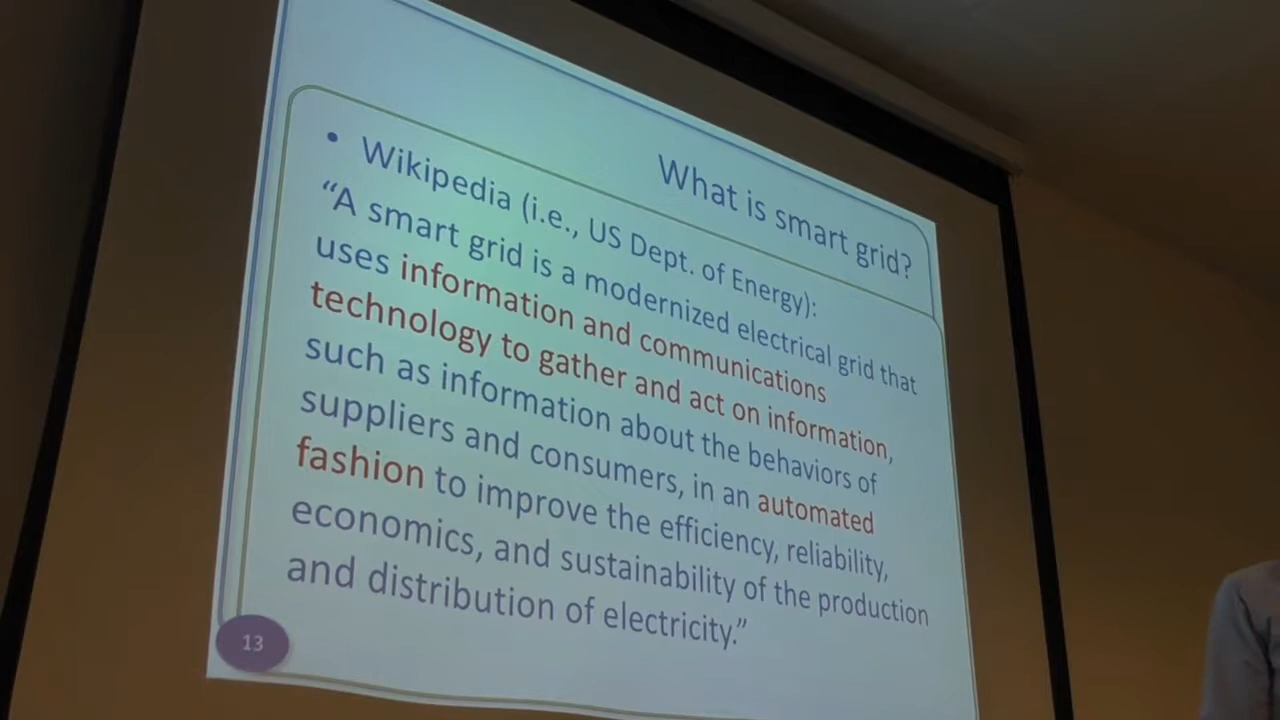 What is smart grid?
• Wikipedia (i.e., US Dept. of Energy):
“A smart grid is a modernized electrical grid that
uses information and communications
technology to gather and act on information,
such as information about the behaviors of
suppliers and consumers, in an automated
fashion to improve the efficiency, reliability,
economics, and sustainability of the production
and distribution of electricity.”
13